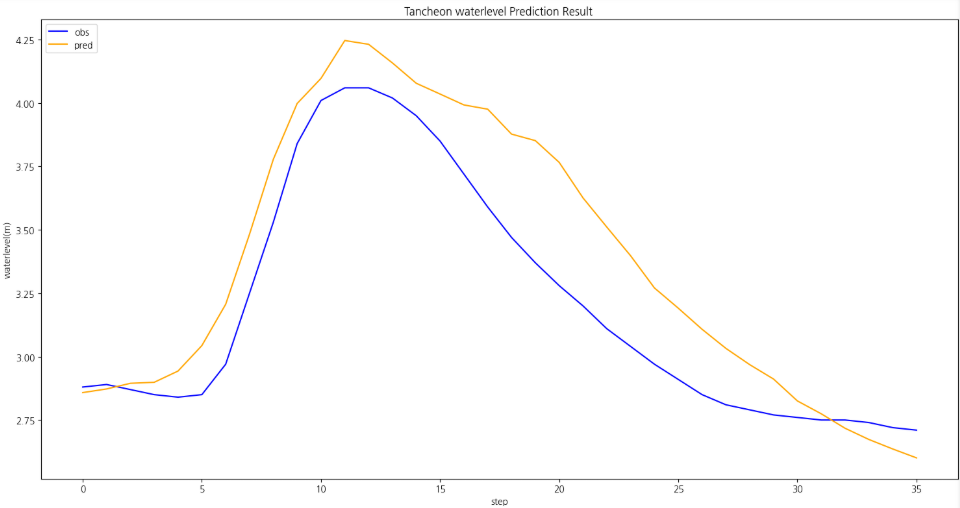 Tancheon waterlevel Prediction Result
obs
pred
4.25
4.00
3.75
3.50
3.25
3.00
2.75
waterlevel(m)
0 5 10 15 20 25 30 35
step